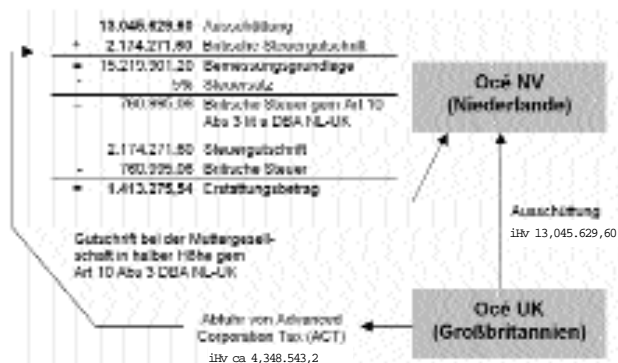 13.045.629,60 Ausschüttung
+ 2.174.271,60 Britische Steuergutschrift
= 15.219.901,20 Bemessungsgrundlage
* 5% Steuersatz
= 760.995,06 Britische Steuer gem Art 10
Abs 3 lit a DBA NL-UK
2.174.271,60 Steuergutschrift
- 760.995,06 Britische Steuer
= 1.413.276,54 Erstattungsbetrag
Océ NV
(Niederlande)
Ausschüttung
iHv 13,045.629,60
Gutschrift bei der Muttergesell-
schaft in halber Höhe gem
Art 10 Abs 3 DBA NL-UK
Océ UK
(Großbritannien)
Abfuhr von Advanced
Corporation Tax (ACT)
iHv ca 4,348.543,2